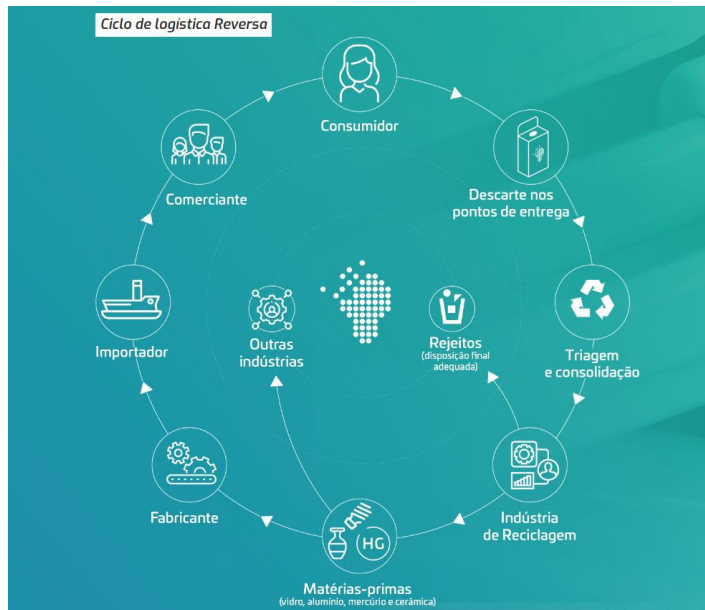 Ciclo de logística Reversa
Consumidor
Comerciante
Descarte nos
pontos de entrega
Importador
Outras
indústrias
Rejeitos
(disposição final
adequada)
Triagem
e consolidação
Fabricante
HG
Indústria
de Reciclagem
Matérias-primas
(vidro, alumínio, mercúrio e cerâmica)